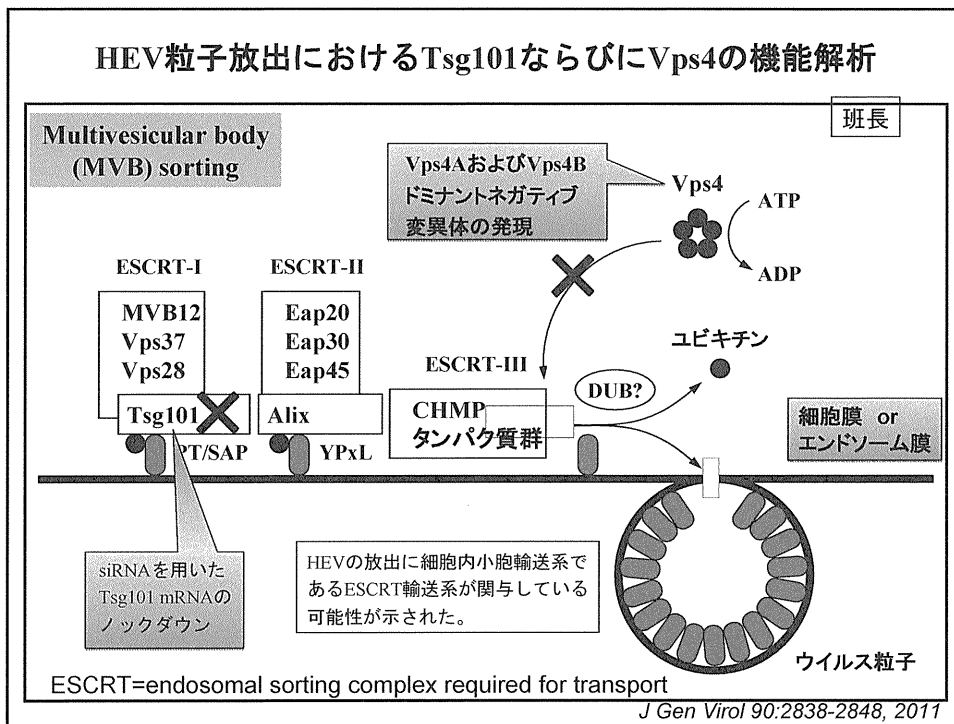 HEV粒子放出におけるTsg101ならびにVps4の機能解析
班長
Multivesicular body
(MVB) sorting
Vps4AおよびVps4B
ドミナントネガティブ
変異体の発現
Vps4
ATP
ADP
ESCRT-I
MVB12
Vps37
Vps28
Tsg101
PT/SAP
ESCRT-II
Eap20
Eap30
Eap45
Alix
YPxL
ESCRT-III
CHMP
タンパク質群
DUB?
ユビキチン
細胞膜 or
エンドソーム膜
siRNAを用いた
Tsg101 mRNAの
ノックダウン
HEVの放出に細胞内小胞輸送系で
あるESCRT輸送系が関与している
可能性が示された。
ウイルス粒子
ESCRT=endosomal sorting complex required for transport
J Gen Virol 90:2838-2848, 2011